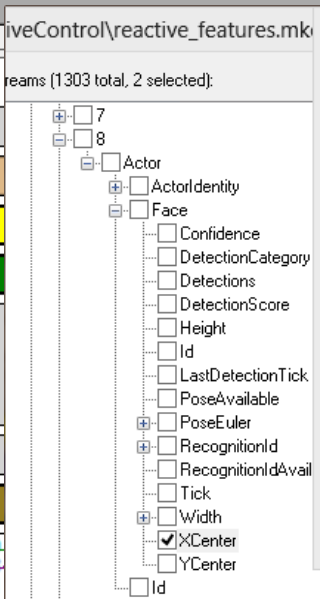 iveControl\reactive_features.mk
reams (1303 total, 2 selected):
7
8
Actor
ActorIdentity
Face
Confidence
DetectionCategory
Detections
DetectionScore
Height
Id
LastDetectionTick
PoseAvailable
PoseEuler
RecognitionId
RecognitionIdAvail
Tick
Width
XCenter
YCenter
Id